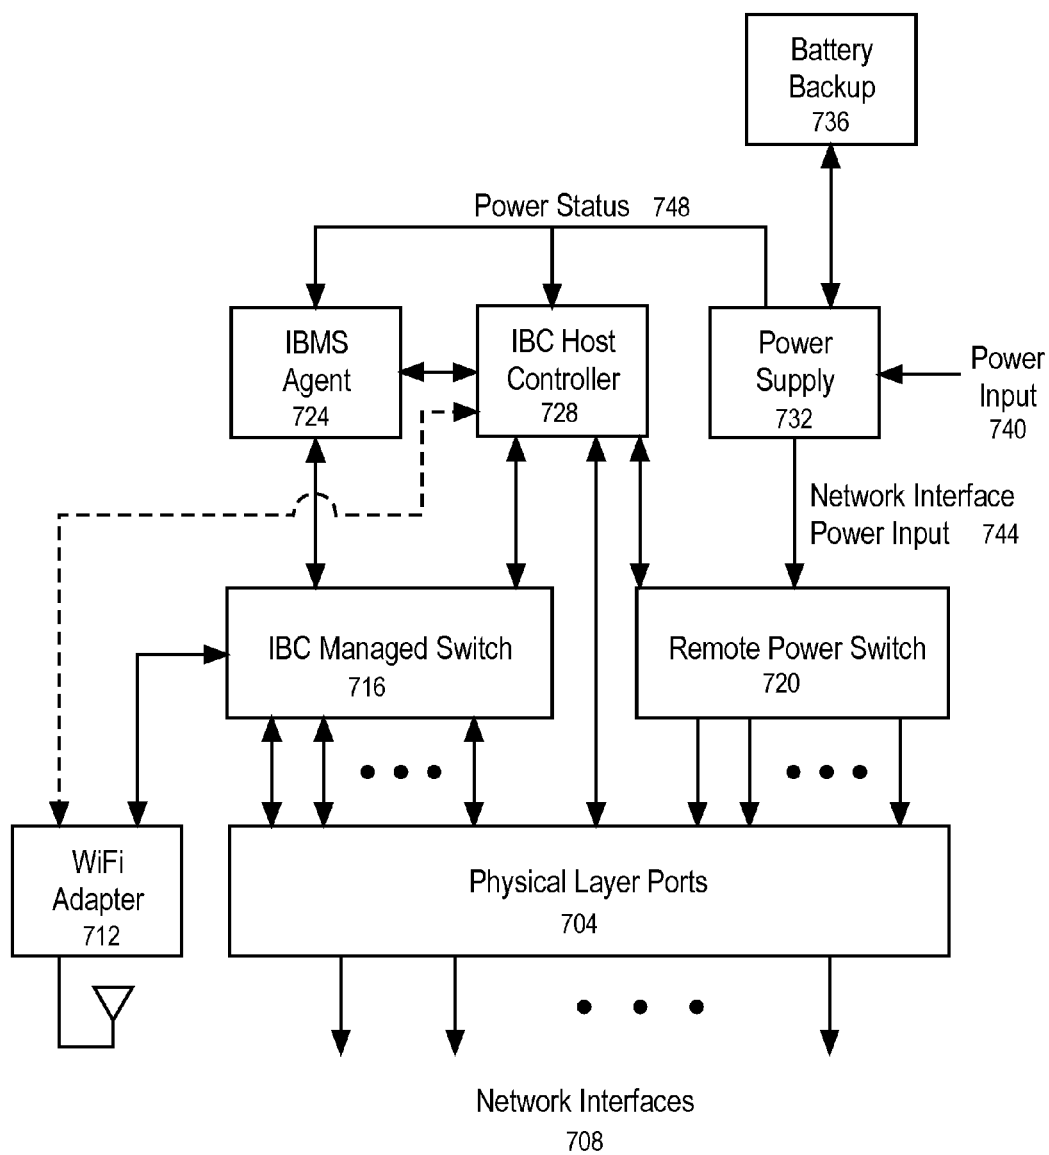 Battery
Backup
736
Power Status 748
IBMS
Agent
724
IBC Host
Controller
728
Power
Supply
732
Power
Input
740
Network Interface
Power Input 744
IBC Managed Switch
716
Remote Power Switch
720
WiFi
Adapter
712
Physical Layer Ports
704
Network Interfaces
708